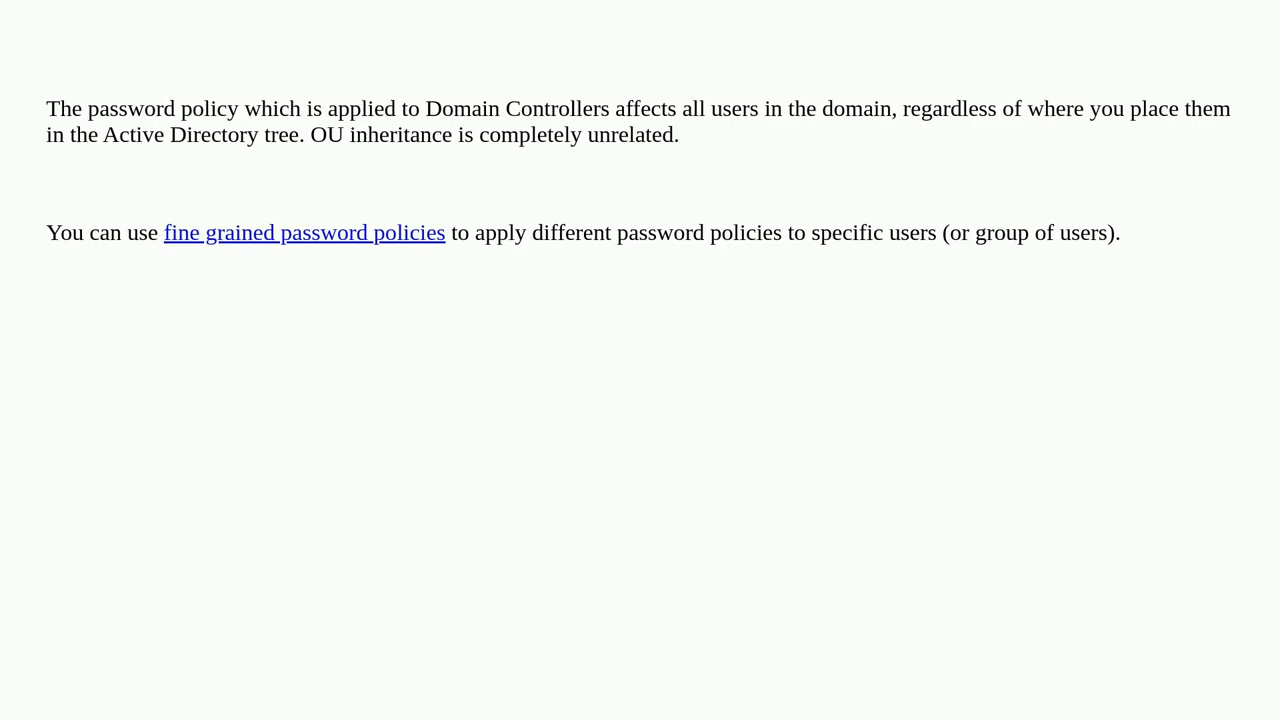 The password policy which is applied to Domain Controllers affects all users in the domain, regardless of where you place them
in the Active Directory tree. OU inheritance is completely unrelated.
You can use fine grained password policies to apply different password policies to specific users (or group of users).